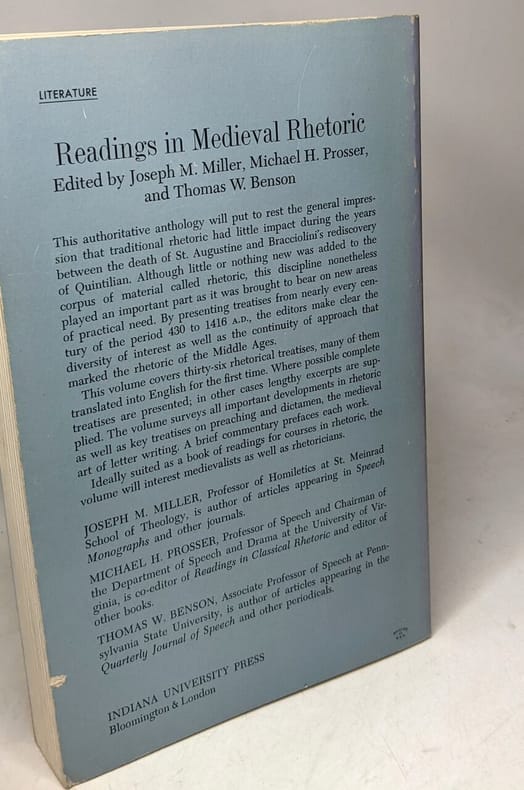 LITERATURE
Readings in Medieval Rhetoric
Edited by Joseph M. Miller, Michael H. Prosser,
and Thomas W. Benson
This authoritative anthology will put to rest the general impres-
sion that traditional rhetoric had little impact during the years
between the death of St. Augustine and Bracciolini's rediscovery
of Quintilian. Although little or nothing new was added to the
corpus of material called rhetoric, this discipline nonetheless
played an important part as it was brought to bear on new areas
of practical need. By presenting treatises from nearly every cen-
tury of the period 430 to 1416 A.D., the editors make clear the
diversity of interest as well as the continuity of approach that
marked the rhetoric of the Middle Ages.
This volume covers thirty-six rhetorical treatises, many of them
translated into English for the first time. Where possible complete
treatises are presented; in other cases lengthy excerpts are sup-
plied. The volume surveys all important developments in rhetoric
as well as key treatises on preaching and dictamen, the medieval
art of letter writing. A brief commentary prefaces each work.
Ideally suited as a book of readings for courses in rhetoric, the
volume will interest medievalists as well as rhetoricians.
JOSEPH M. MILLER, Professor of Homiletics at St. Meinrad
School of Theology, is author of articles appearing in Speech
Monographs and other journals.
MICHAEL H. PROSSER, Professor of Speech and Chairman of
the Department of Speech and Drama at the University of Vir-
ginia, is co-editor of Readings in Classical Rhetoric and editor of
other books.
THOMAS W. BENSON, Associate Professor of Speech at Penn-
sylvania State University, is author of articles appearing in the
Quarterly Journal of Speech and other periodicals.
INDIANA UNIVERSITY PRESS
Bloomington & London